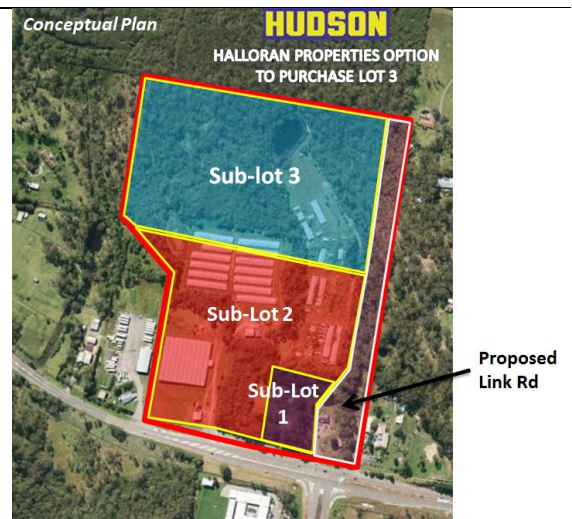 Conceptual Plan
HUDSON
HALLORAN PROPERTIES OPTION
TO PURCHASE LOT 3
Sub-lot 3
Sub-Lot 2
Sub-Lot
1
Proposed
Link Rd